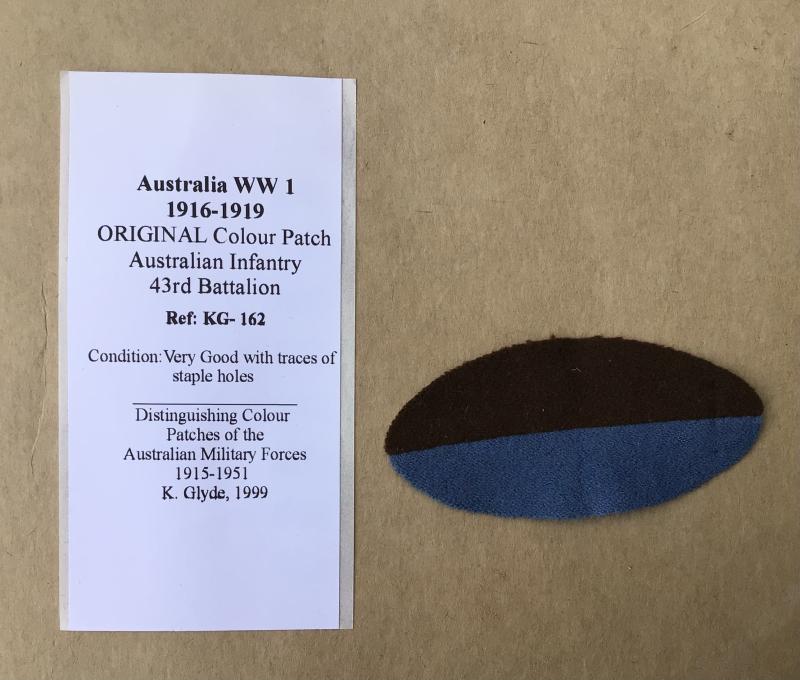 Australia WW 1
1916-1919
ORIGINAL Colour Patch
Australian Infantry
43rd Battalion
Ref: KG- 162
Condition: Very Good with traces of
staple holes
Distinguishing Colour
Patches of the
Australian Military Forces
1915-1951
K. Glyde, 1999